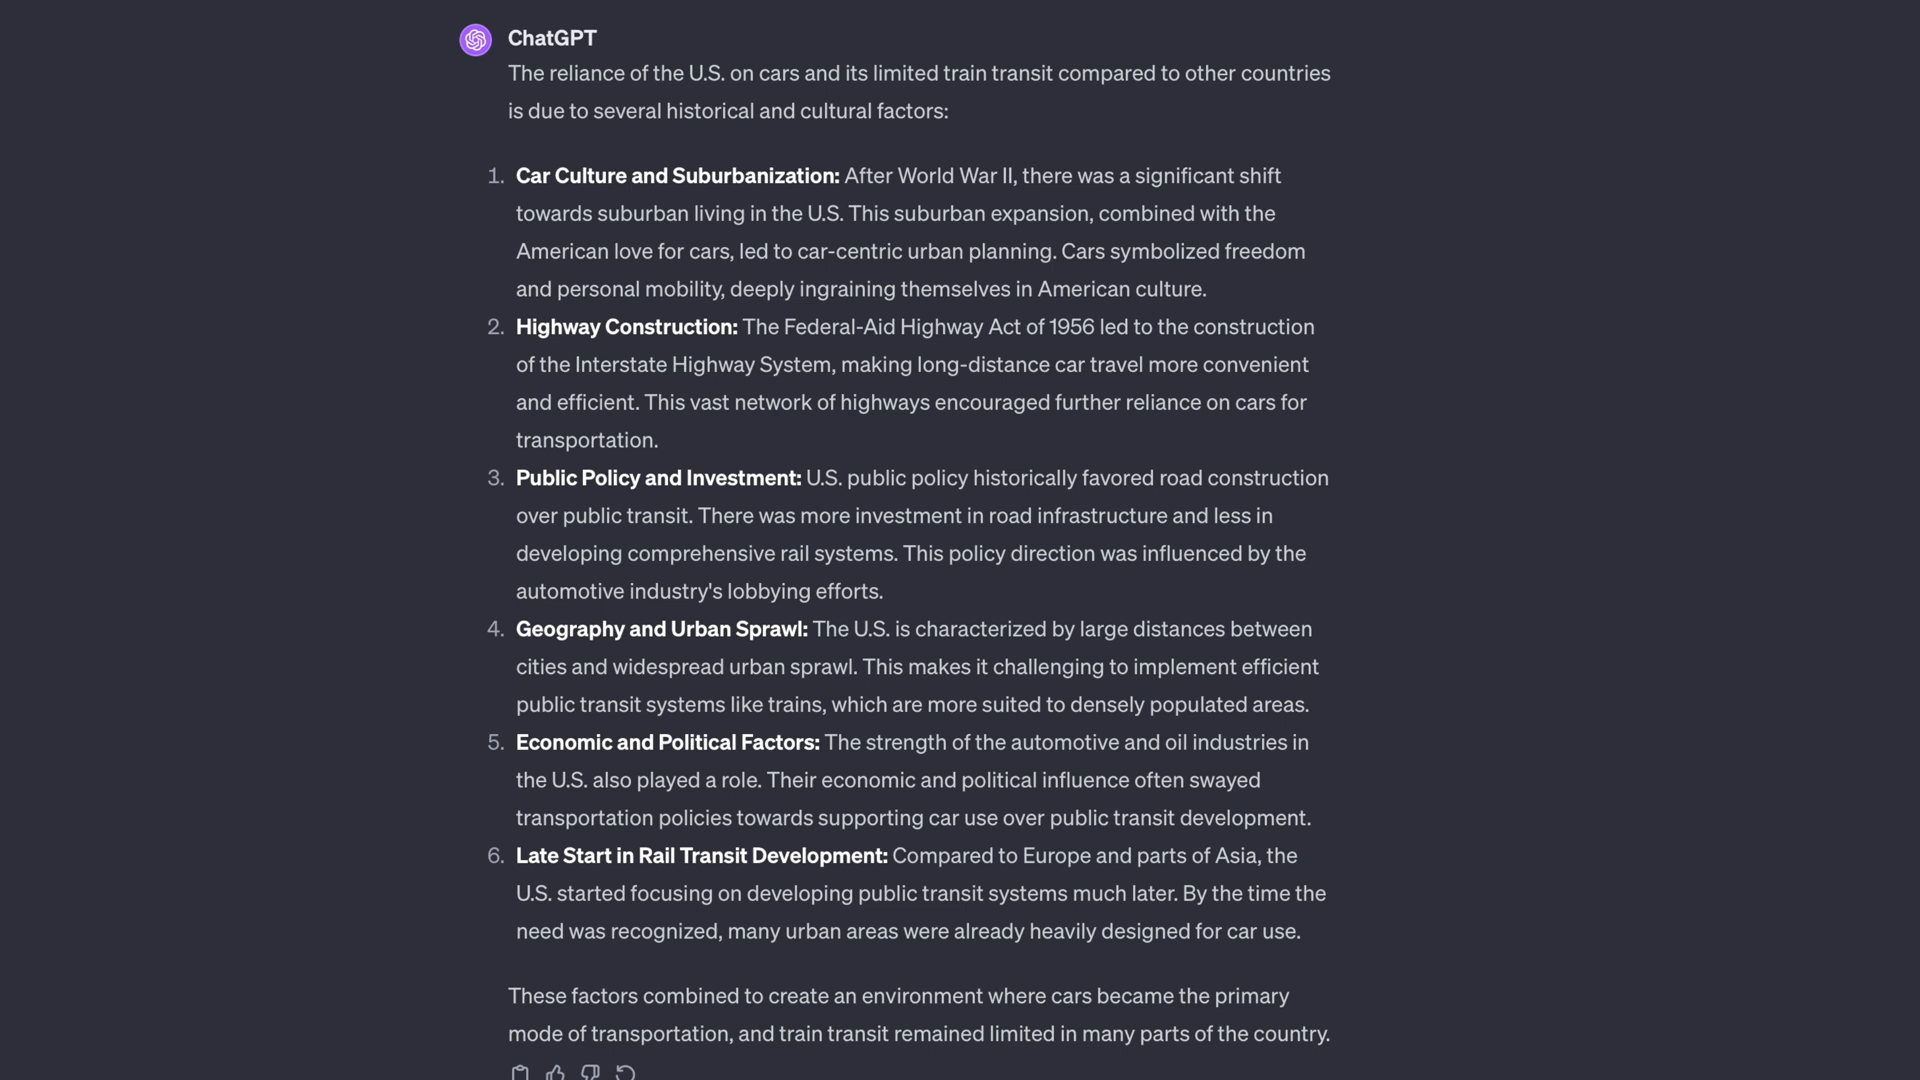 ChatGPT
The reliance of the U.S. on cars and its limited train transit compared to other countries
is due to several historical and cultural factors:
1. Car Culture and Suburbanization: After World War II, there was a significant shift
towards suburban living in the U.S. This suburban expansion, combined with the
American love for cars, led to car-centric urban planning. Cars symbolized freedom
and personal mobility, deeply ingraining themselves in American culture.
2. Highway Construction: The Federal-Aid Highway Act of 1956 led to the construction
of the Interstate Highway System, making long-distance car travel more convenient
and efficient. This vast network of highways encouraged further reliance on cars for
transportation.
3. Public Policy and Investment: U.S. public policy historically favored road construction
over public transit. There was more investment in road infrastructure and less in
developing comprehensive rail systems. This policy direction was influenced by the
automotive industry's lobbying efforts.
4. Geography and Urban Sprawl: The U.S. is characterized by large distances between
cities and widespread urban sprawl. This makes it challenging to implement efficient
public transit systems like trains, which are more suited to densely populated areas.
5. Economic and Political Factors: The strength of the automotive and oil industries in
the U.S. also played a role. Their economic and political influence often swayed
transportation policies towards supporting car use over public transit development.
6. Late Start in Rail Transit Development: Compared to Europe and parts of Asia, the
U.S. started focusing on developing public transit systems much later. By the time the
need was recognized, many urban areas were already heavily designed for car use.
These factors combined to create an environment where cars became the primary
mode of transportation, and train transit remained limited in many parts of the country.